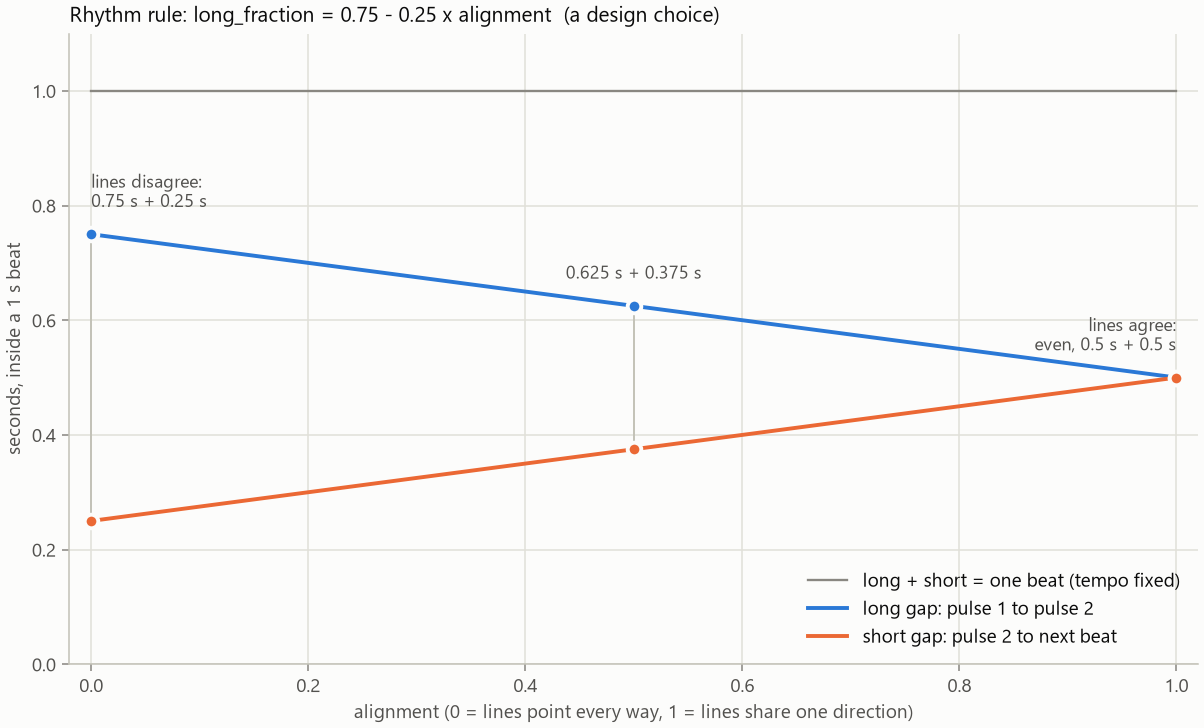 Rhythm rule: long_fraction = 0.75 - 0.25 x alignment  (a design choice)
seconds, inside a 1 s beat
1.0
0.8
0.6
0.4
0.2
0.0
lines disagree:
0.75 s + 0.25 s
0.625 s + 0.375 s
lines agree:
even, 0.5 s + 0.5 s
long + short = one beat (tempo fixed)
long gap: pulse 1 to pulse 2
short gap: pulse 2 to next beat
0.0 0.2 0.4 0.6 0.8 1.0
alignment (0 = lines point every way, 1 = lines share one direction)